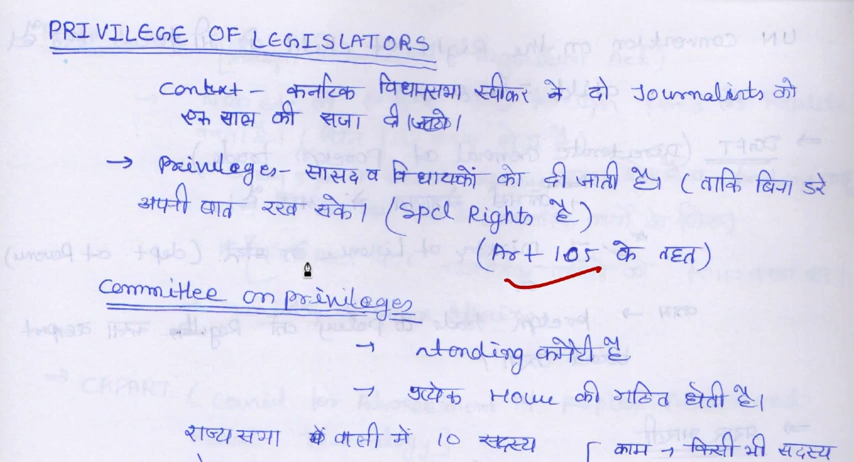 PRIVILEGE OF LEGISLATORS
Context - कर्नाटक विधानसभा स्पीकर ने दो Journalists को
एक साल की सजा दी।
→ Privileges - सांसद व विधायकों को दी जाती है। (ताकि बिना डरे
अपनी बात रख सके। (Spcl Rights है)
(Art 105 के तहत)
Committee on privileges
→ standing कमेटी है
→ प्रत्येक House की गठित होती है।
राज्य सभा वाली में 10 सदस्य [ काम → किसी भी सदस्य